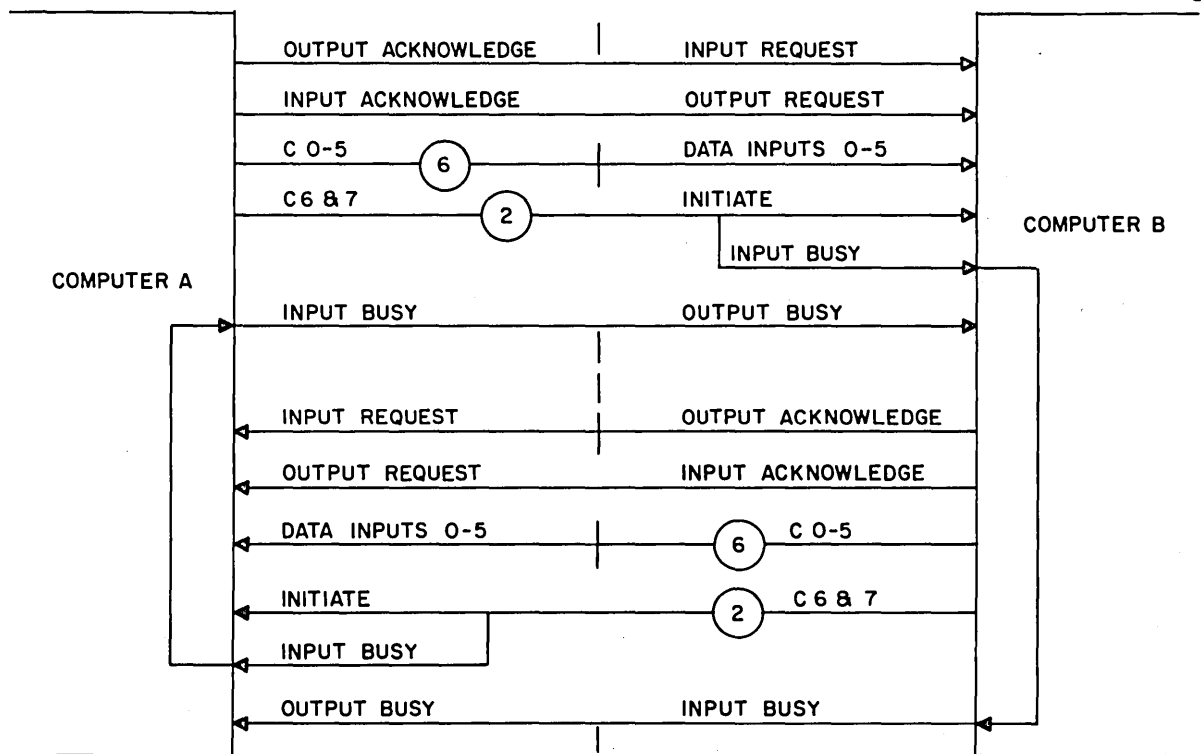 OUTPUT ACKNOWLEDGE INPUT REQUEST
INPUT ACKNOWLEDGE OUTPUT REQUEST
C 0-5 6 DATA INPUTS 0-5
C6 & 7 2 INITIATE
COMPUTER B
INPUT BUSY
COMPUTER A
INPUT BUSY OUTPUT BUSY
INPUT REQUEST OUTPUT ACKNOWLEDGE
OUTPUT REQUEST INPUT ACKNOWLEDGE
DATA INPUTS 0-5 6 C 0-5
INITIATE 2 C 6 & 7
INPUT BUSY
OUTPUT BUSY INPUT BUSY